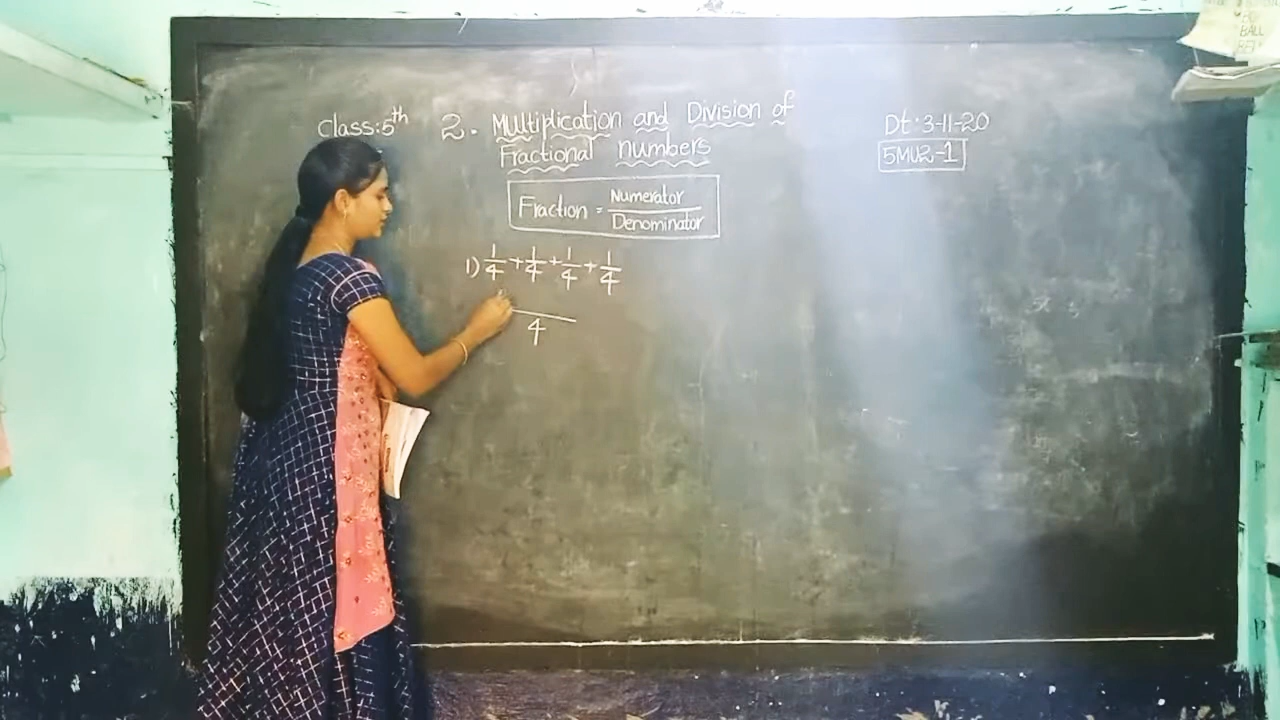 Class:5th
2. Multiplication and Division of
Fractional numbers
Dt:3-11-20
5MU2-1
Fraction = Numerator/Denominator
1) 1/4 + 1/4 + 1/4 + 1/4
/4
BALL